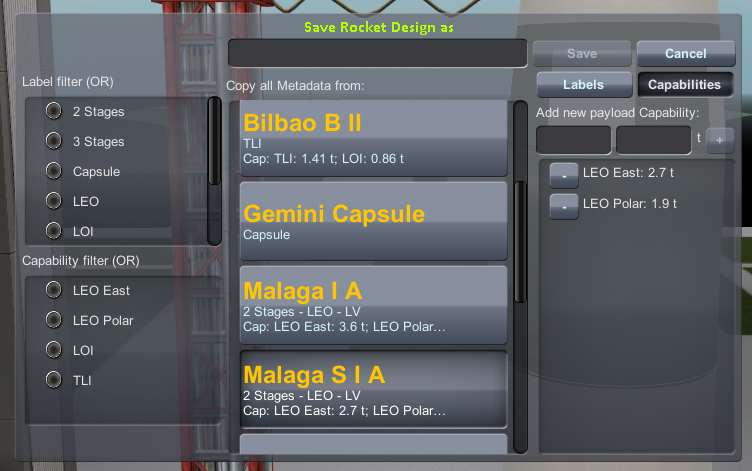 Save Rocket Design as
Save
Cancel
Label filter (OR)
Copy all Metadata from:
Labels
Capabilities
2 Stages
3 Stages
Capsule
LEO
LOI
Capability filter (OR)
LEO East
LEO Polar
LOI
TLI
Bilbao B II
TLI
Cap: TLI: 1.41 t; LOI: 0.86 t
Gemini Capsule
Capsule
Malaga I A
2 Stages - LEO - LV
Cap: LEO East: 3.6 t; LEO Polar...
Malaga S I A
2 Stages - LEO - LV
Cap: LEO East: 2.7 t; LEO Polar...
Add new payload Capability:
t +
- LEO East: 2.7 t
- LEO Polar: 1.9 t